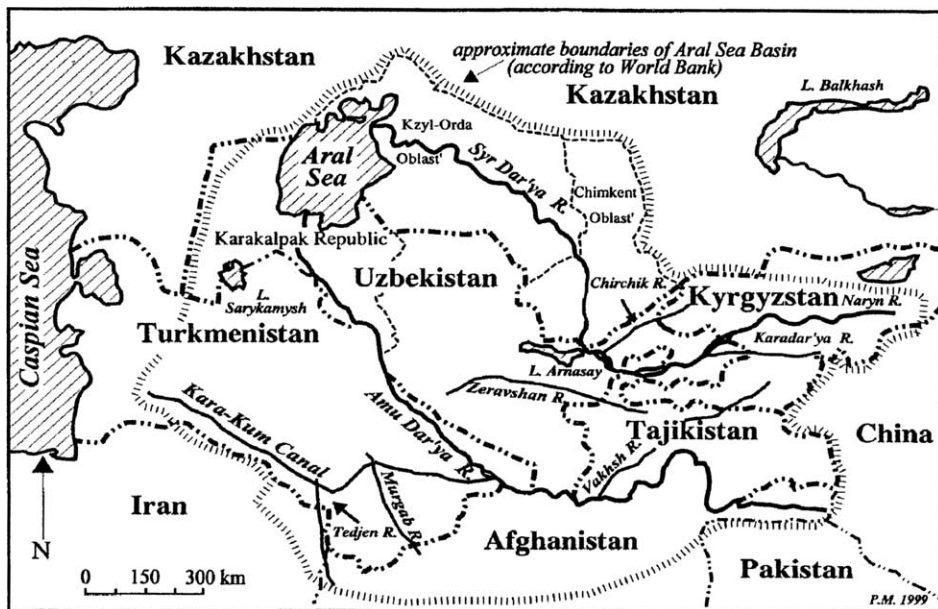 Kazakhstan
approximate boundaries of Aral Sea Basin
(according to World Bank)
Kazakhstan
L. Balkhash
Kzyl-Orda
Oblast'
Aral
Sea
Syr Dar'ya R.
Chimkent
Oblast'
Karakalpak Republic
Uzbekistan
Chirchik R.
Kyrgyzstan
Naryn R.
L.
Sarykamysh
Turkmenistan
Karadar'ya R.
L. Arnasay
Caspian Sea
Zeravshan R.
Kara-Kum Canal
Amu Dar'ya R.
Tajikistan
China
Vakhsh R.
Iran
Murgab R.
Tedjen R.
Afghanistan
N
Pakistan
0 150 300 km
P.M. 1999